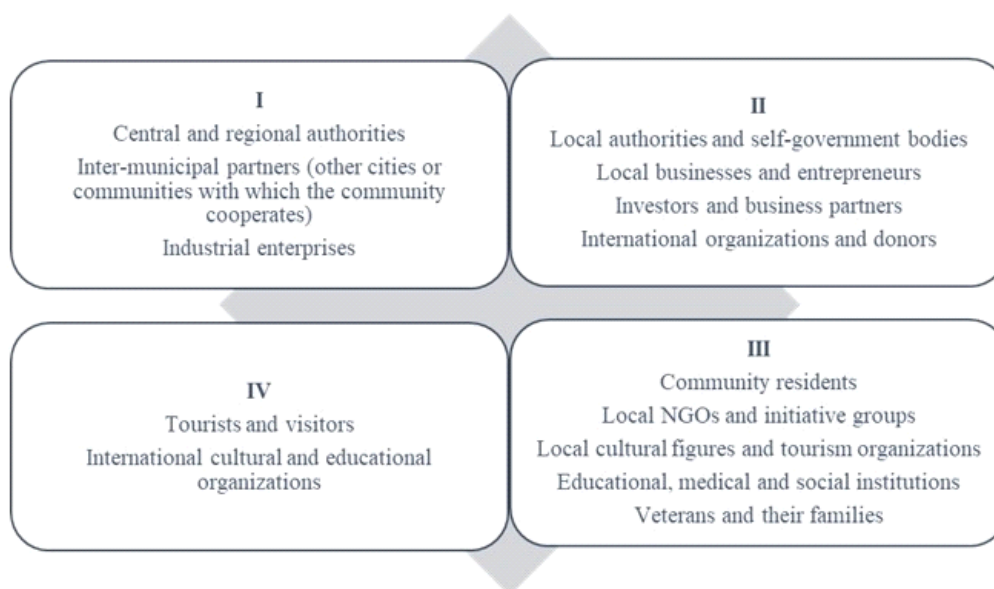 I
Central and regional authorities
Inter-municipal partners (other cities or
communities with which the community
cooperates)
Industrial enterprises
II
Local authorities and self-government bodies
Local businesses and entrepreneurs
Investors and business partners
International organizations and donors
IV
Tourists and visitors
International cultural and educational
organizations
III
Community residents
Local NGOs and initiative groups
Local cultural figures and tourism organizations
Educational, medical and social institutions
Veterans and their families